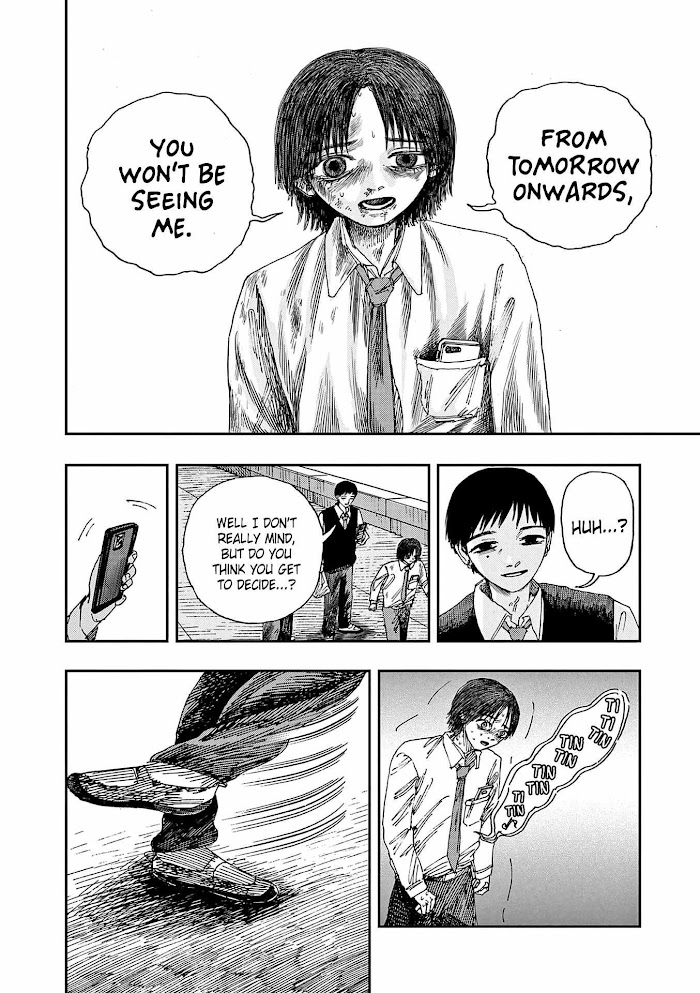 FROM
TOMORROW
ONWARDS,
YOU
WON'T BE
SEEING
ME.
HUH...?
WELL I DON'T
REALLY MIND,
BUT DO YOU
THINK YOU GET
TO DECIDE...?
TI
TI
TIN
TIN
TIN
TIN
TIN
TI
TIN
♪